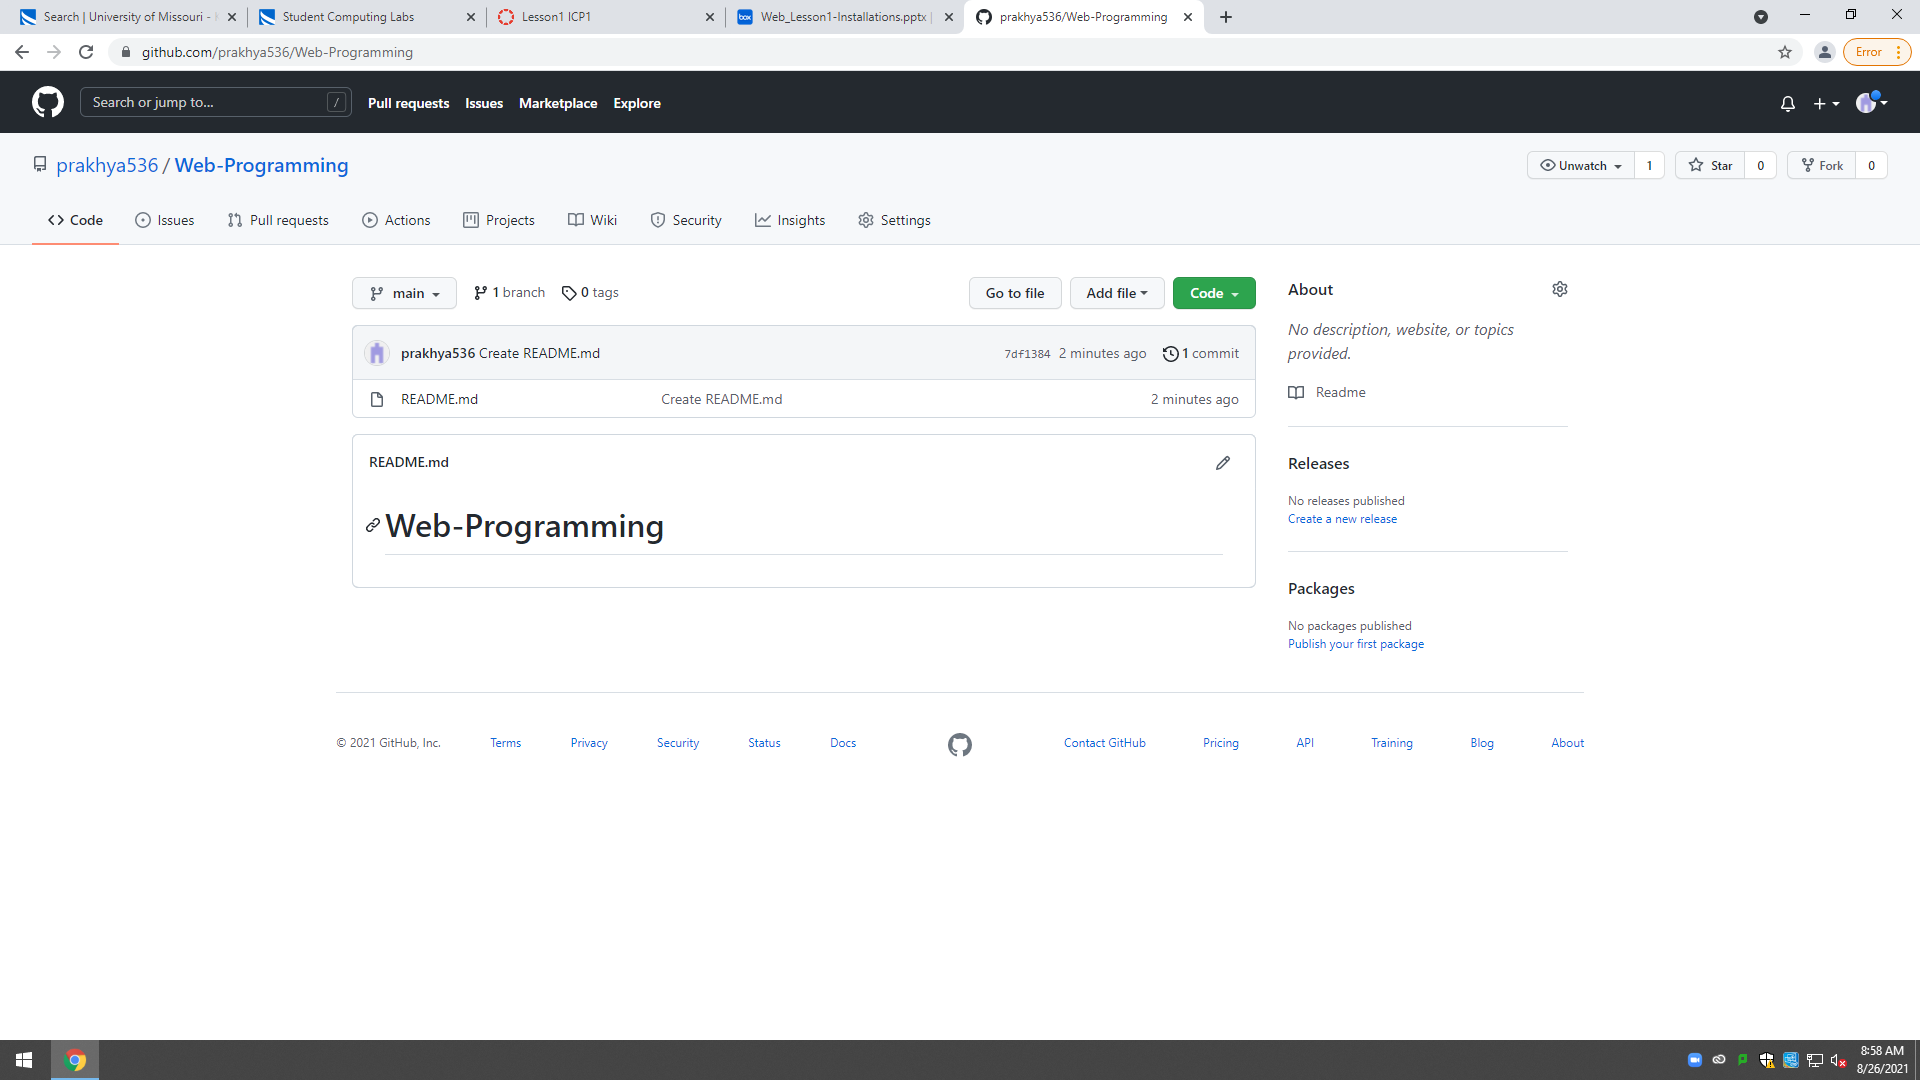 Search | University of Missouri -
Student Computing Labs
Lesson1 ICP1
Web_Lesson1-Installations.pptx |
prakhya536/Web-Programming
github.com/prakhya536/Web-Programming
Error
Search or jump to...
/
Pull requests
Issues
Marketplace
Explore
prakhya536 / Web-Programming
Unwatch 1
Star 0
Fork 0
Code
Issues
Pull requests
Actions
Projects
Wiki
Security
Insights
Settings
main
1 branch
0 tags
Go to file
Add file
Code
prakhya536 Create README.md
7df1384 2 minutes ago
1 commit
README.md
Create README.md
2 minutes ago
README.md
Web-Programming
About
No description, website, or topics
provided.
Readme
Releases
No releases published
Create a new release
Packages
No packages published
Publish your first package
© 2021 GitHub, Inc.
Terms
Privacy
Security
Status
Docs
Contact GitHub
Pricing
API
Training
Blog
About
8:58 AM
8/26/2021